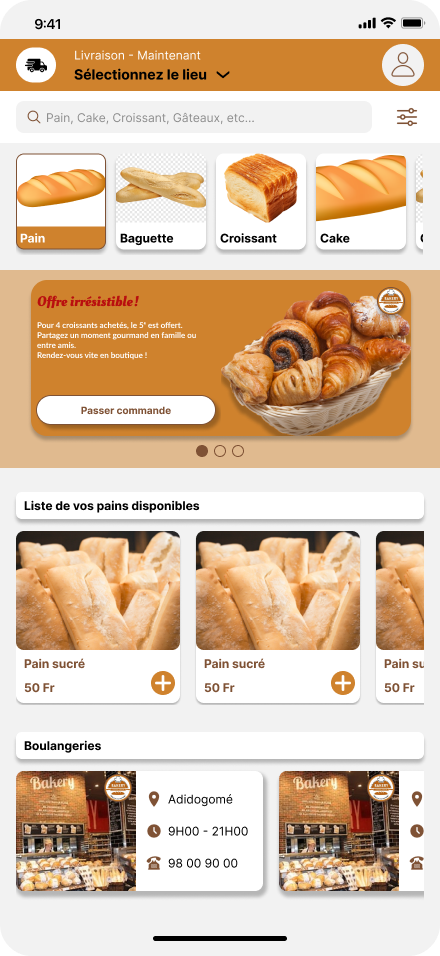 9:41
Livraison - Maintenant
Sélectionnez le lieu
Pain, Cake, Croissant, Gâteaux, etc...
Pain
Baguette
Croissant
Cake
Offre irrésistible !
Pour 4 croissants achetés, le 5ᵉ est offert.
Partagez un moment gourmand en famille ou
entre amis.
Rendez-vous vite en boutique !
BAKERY
Passer commande
Liste de vos pains disponibles
Pain sucré
50 Fr
Pain sucré
50 Fr
Pain su
50 Fr
Boulangeries
Bakery
Adidogomé
9H00 - 21H00
98 00 90 00
Bakery